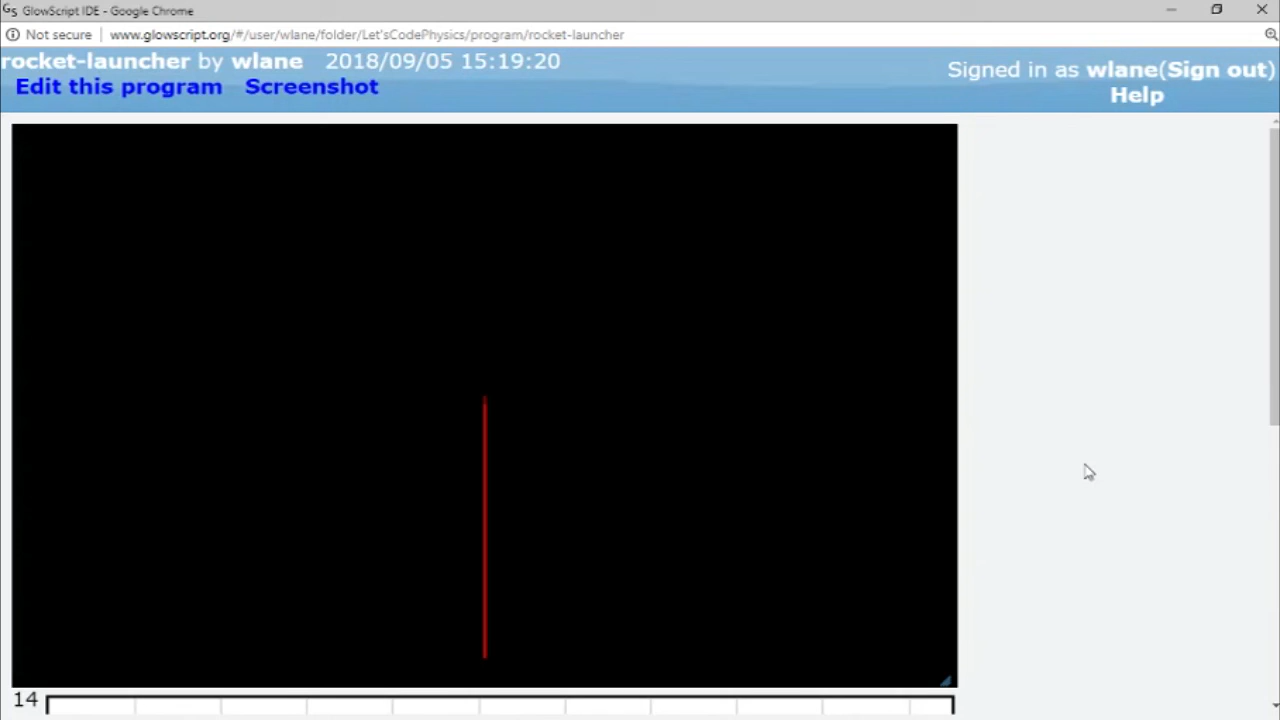 GlowScript IDE - Google Chrome
Not secure | www.glowscript.org/#/user/wlane/folder/Let'sCodePhysics/program/rocket-launcher
rocket-launcher by wlane 2018/09/05 15:19:20
Signed in as wlane(Sign out)
Edit this program Screenshot
Help
14